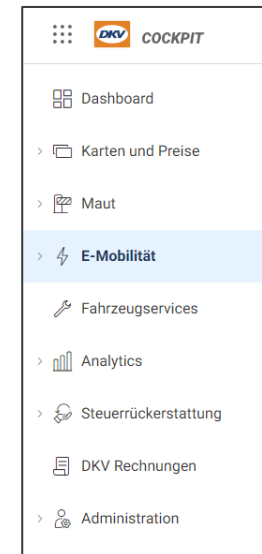 DKV COCKPIT
Dashboard
Karten und Preise
Maut
E-Mobilität
Fahrzeugservices
Analytics
Steuerrückerstattung
DKV Rechnungen
Administration